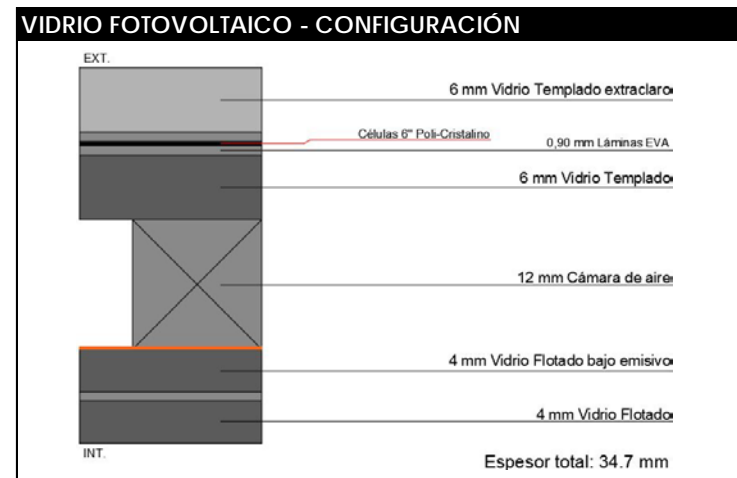 VIDRIO FOTOVOLTAICO - CONFIGURACIÓN
EXT.
6 mm Vidrio Templado extraclaro
Células 6" Poli-Cristalino
0,90 mm Láminas EVA
6 mm Vidrio Templado
12 mm Cámara de aire
4 mm Vidrio Flotado bajo emisivo
4 mm Vidrio Flotado
INT.
Espesor total: 34.7 mm